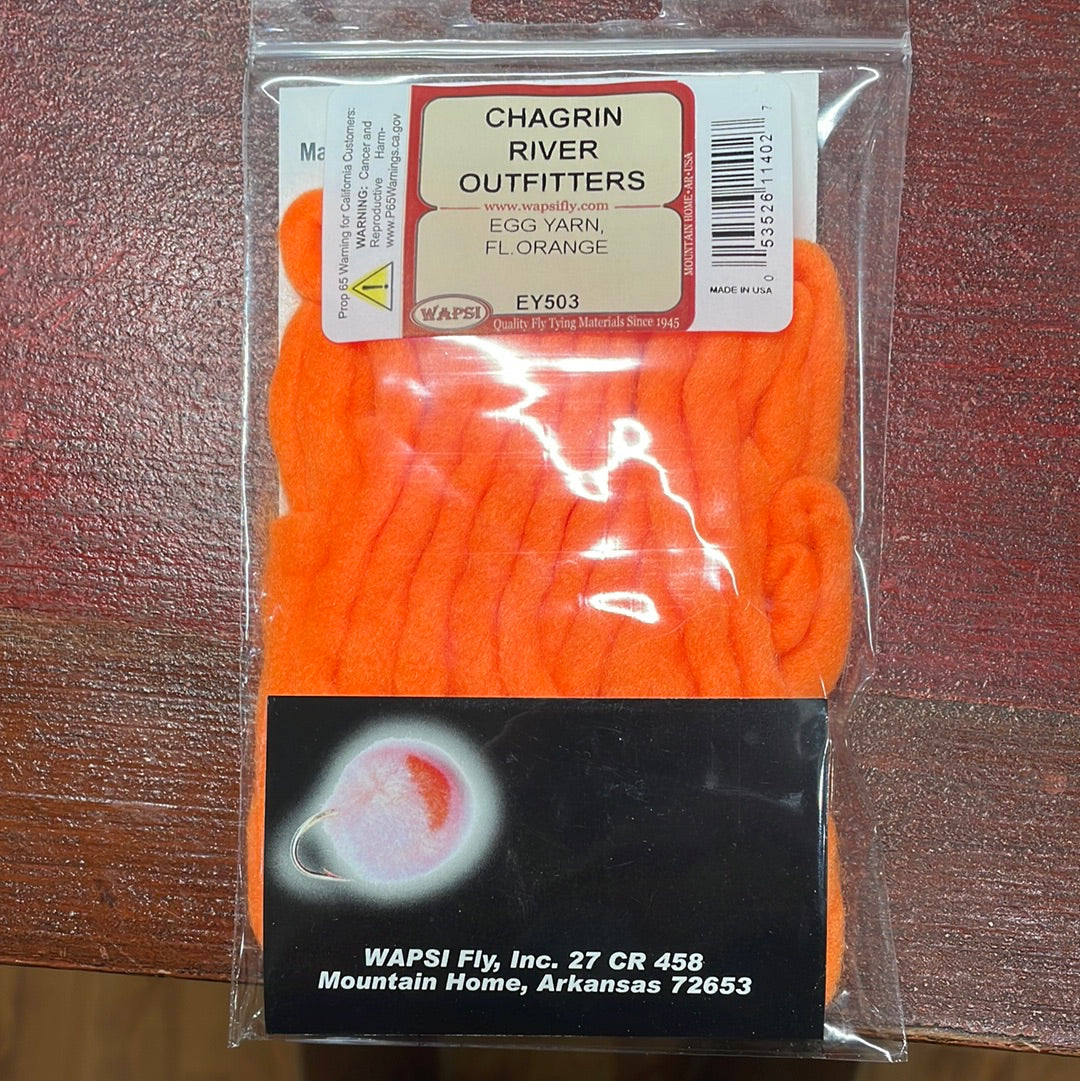 Prop 65 Warning for California Customers:
WARNING: Cancer and
Reproductive Harm-
www.P65Warnings.ca.gov
CHAGRIN
RIVER
OUTFITTERS
www.wapsifly.com
EGG YARN,
FL.ORANGE
EY503
WAPSI
Quality Fly Tying Materials Since 1945
MOUNTAIN HOME·AR·USA
0 53526 11402 7
MADE IN USA
WAPSI Fly, Inc. 27 CR 458
Mountain Home, Arkansas 72653